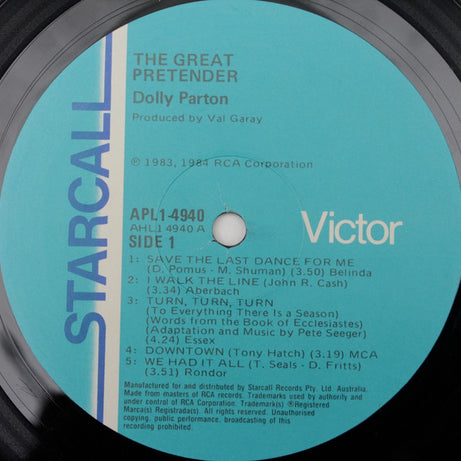 STARCALL
THE GREAT
PRETENDER
Dolly Parton
Produced by Val Garay
℗ 1983, 1984 RCA Corporation
APL1-4940
AHL1 4940 A
SIDE 1
Victor
1: SAVE THE LAST DANCE FOR ME
(D. Pomus - M. Shuman) (3.50) Belinda
2: I WALK THE LINE (John R. Cash)
(3.34) Aberbach
3: TURN, TURN, TURN
(To Everything There Is a Season)
(Words from the Book of Ecclesiastes)
(Adaptation and Music by Pete Seeger)
(4.24) Essex
4: DOWNTOWN (Tony Hatch) (3.19) MCA
5: WE HAD IT ALL (T. Seals - D. Fritts)
(3.51) Rondor
Manufactured for and distributed by Starcall Records Pty. Ltd. Australia.
Made from masters of RCA records. Trademarks used by authority and
under control of RCA Corporation. Trademark(s) ®Registered
Marca(s) Registrada(s). All rights reserved. Unauthorised
copying, public performance, broadcasting of this
recording prohibited.